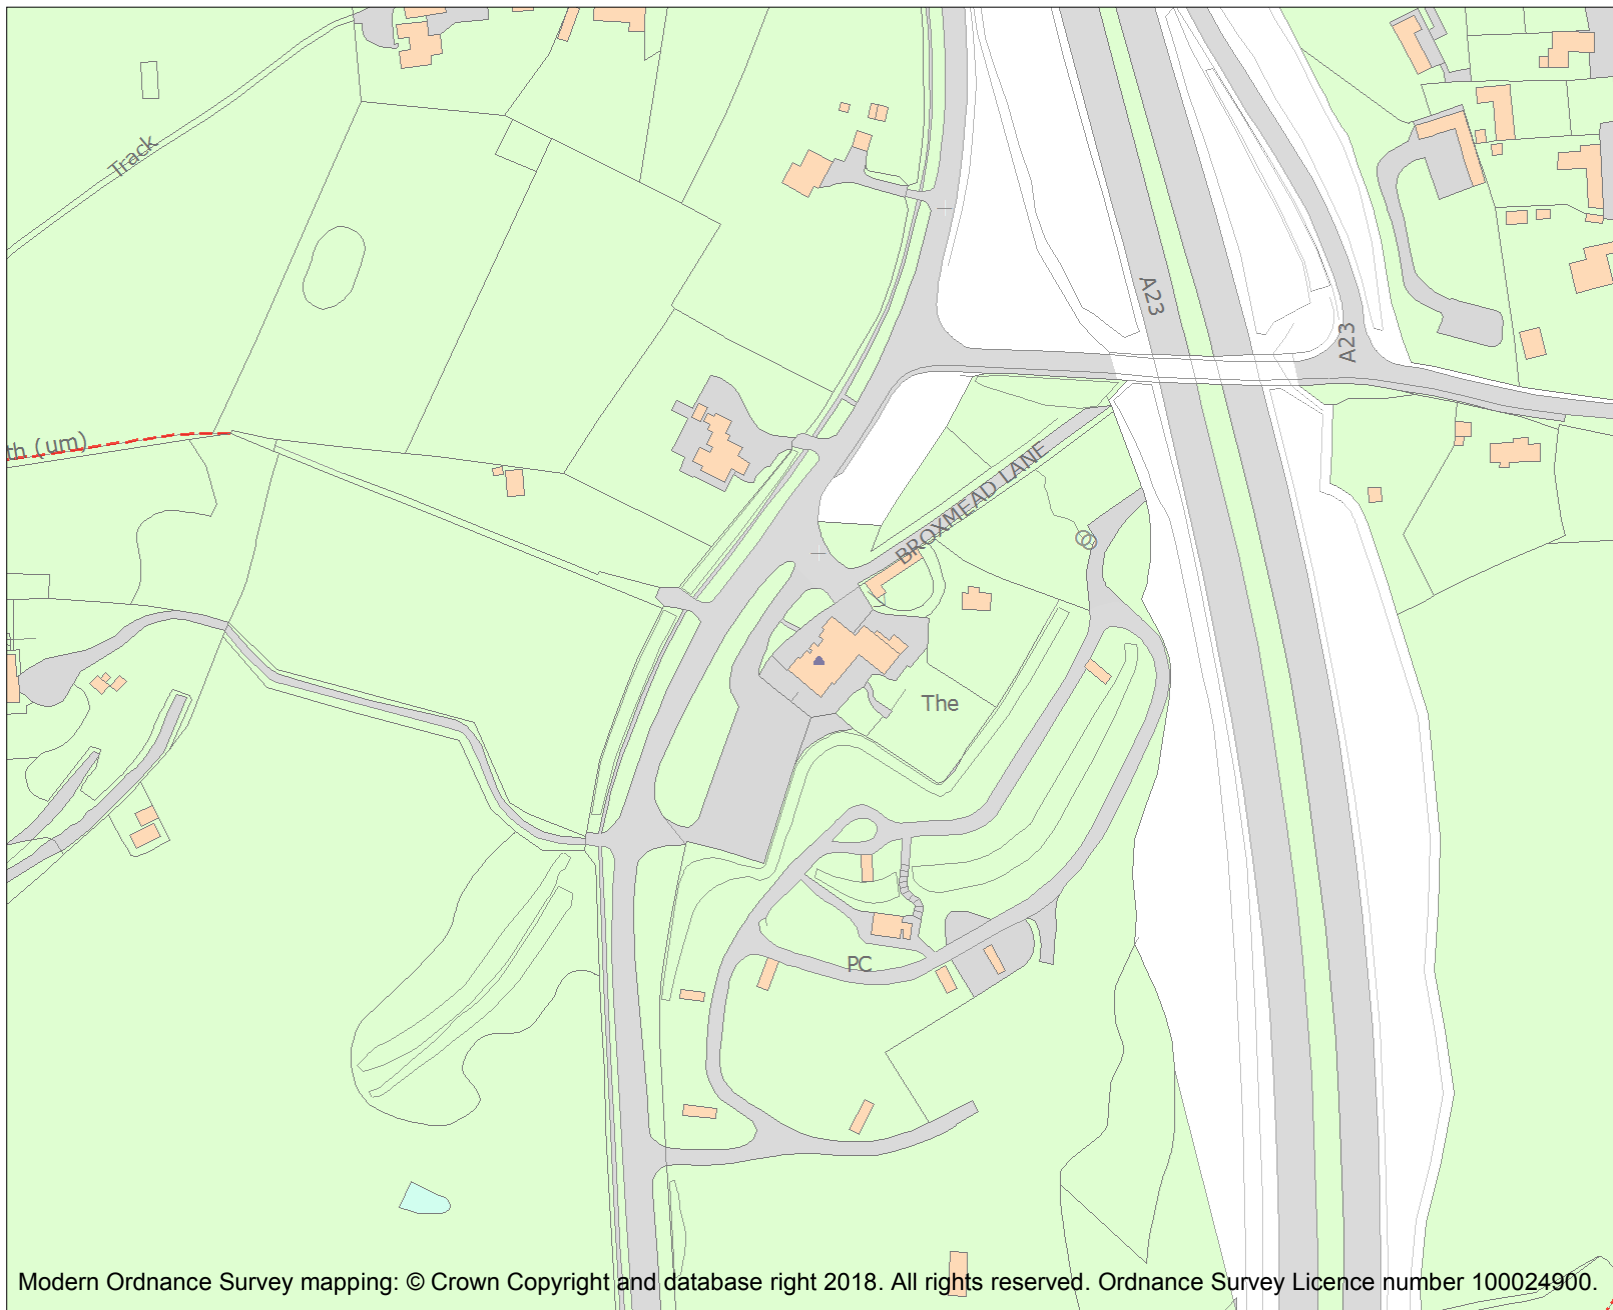 Track
A23
A23
th (um)
BROXMEAD LANE
The
PC
Modern Ordnance Survey mapping: © Crown Copyright and database right 2018. All rights reserved. Ordnance Survey Licence number 100024900.